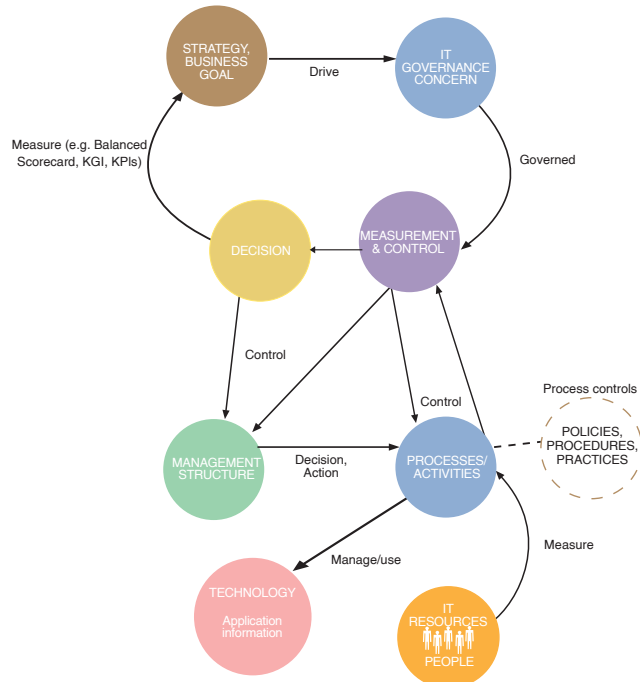 STRATEGY,
BUSINESS
GOAL
Drive
IT
GOVERNANCE
CONCERN
Measure (e.g. Balanced
Scorecard, KGI, KPIs)
Governed
DECISION
MEASUREMENT
& CONTROL
Control
Control
Process controls
POLICIES,
PROCEDURES,
PRACTICES
MANAGEMENT
STRUCTURE
Decision,
Action
PROCESSES/
ACTIVITIES
Manage/use
Measure
TECHNOLOGY
Application
information
IT
RESOURCES
PEOPLE